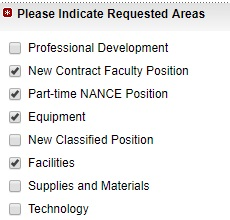 Please Indicate Requested Areas
Professional Development
New Contract Faculty Position
Part-time NANCE Position
Equipment
New Classified Position
Facilities
Supplies and Materials
Technology